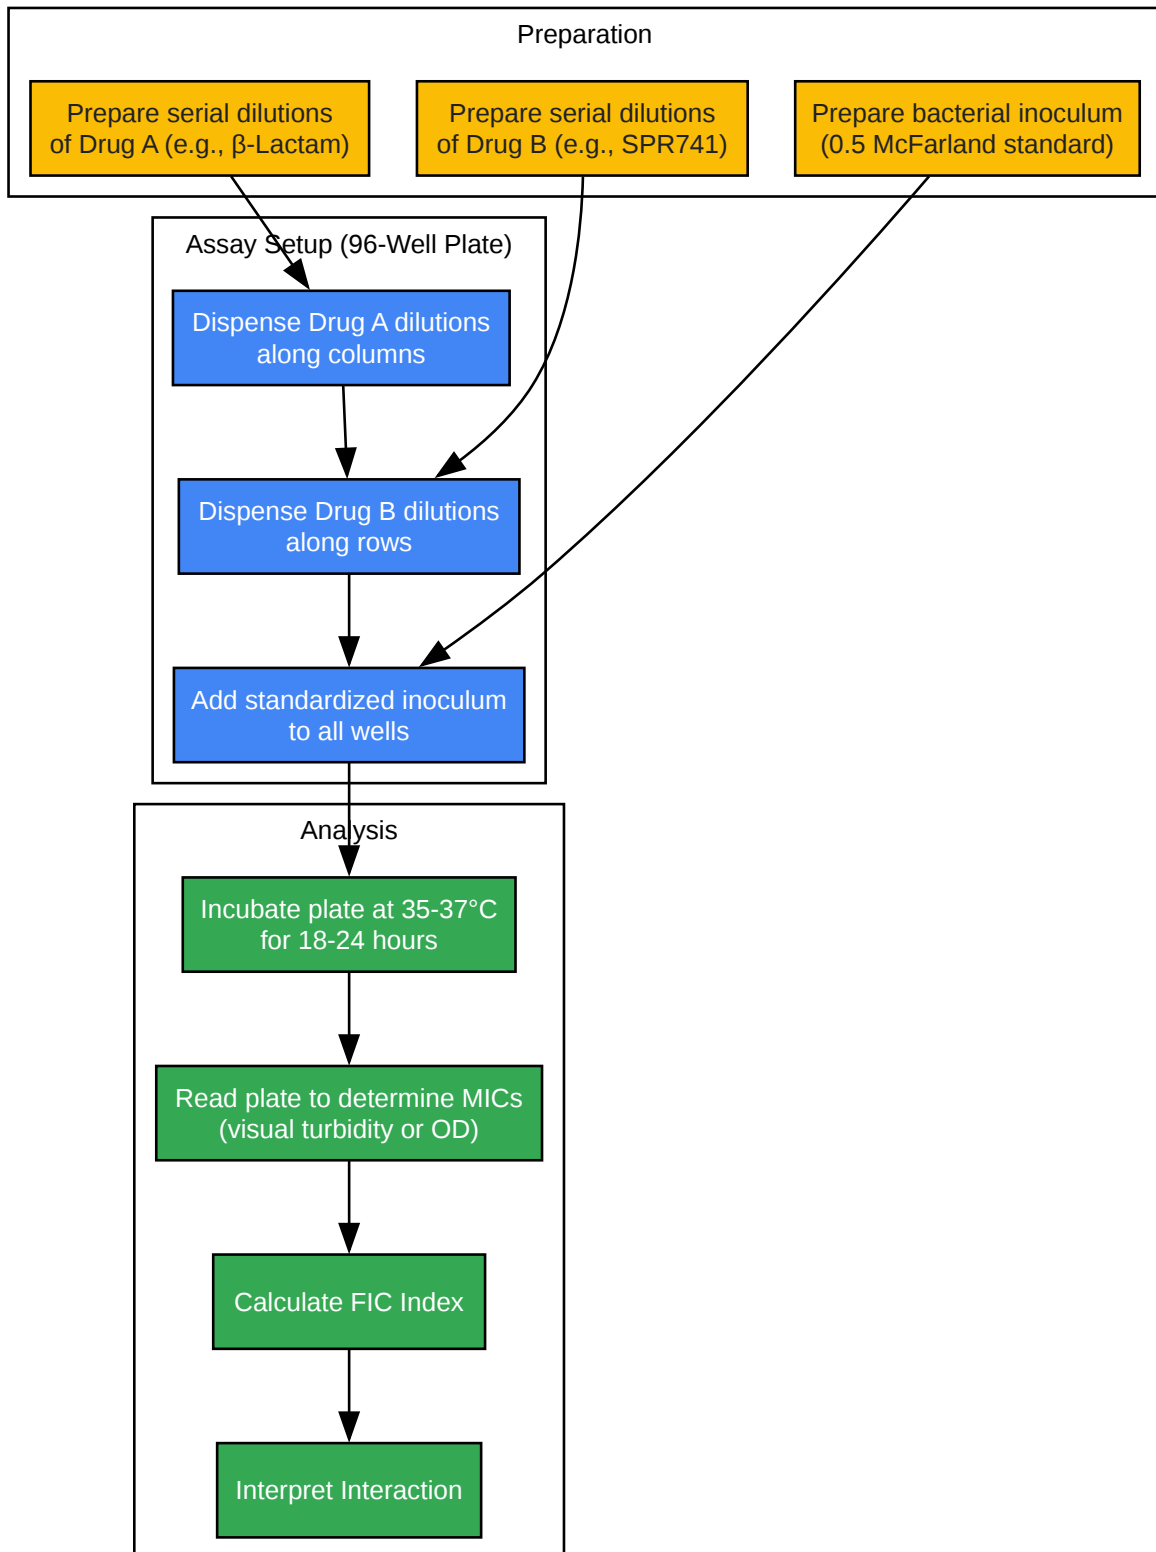 Preparation
Prepare serial dilutions
of Drug A (e.g., β-Lactam)
Prepare serial dilutions
of Drug B (e.g., SPR741)
Prepare bacterial inoculum
(0.5 McFarland standard)
Assay Setup (96-Well Plate)
Dispense Drug A dilutions
along columns
Dispense Drug B dilutions
along rows
Add standardized inoculum
to all wells
Analysis
Incubate plate at 35-37°C
for 18-24 hours
Read plate to determine MICs
(visual turbidity or OD)
Calculate FIC Index
Interpret Interaction